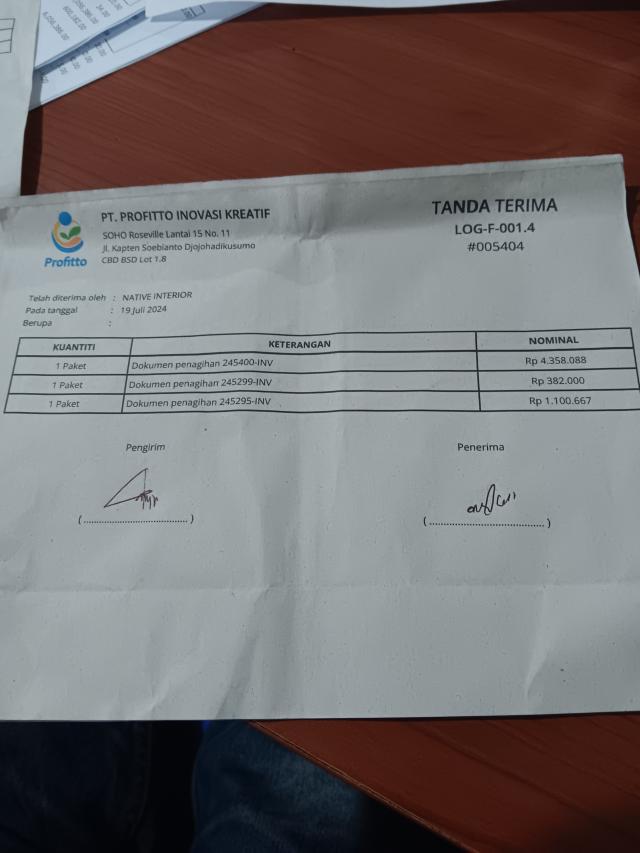 PT. PROFITTO INOVASI KREATIF
SOHO Roseville Lantai 15 No. 11
Jl. Kapten Soebianto Djojohadikusumo
CBD BSD Lot 1.8
Profitto
TANDA TERIMA
LOG-F-001.4
#005404
Telah diterima oleh : NATIVE INTERIOR
Pada tanggal : 19 Juli 2024
Berupa :
KUANTITI KETERANGAN NOMINAL
1 Paket Dokumen penagihan 245400-INV Rp 4.358.088
1 Paket Dokumen penagihan 245299-INV Rp 382.000
1 Paket Dokumen penagihan 245295-INV Rp 1.100.667
Pengirim Penerima
(....................................) (....................................)